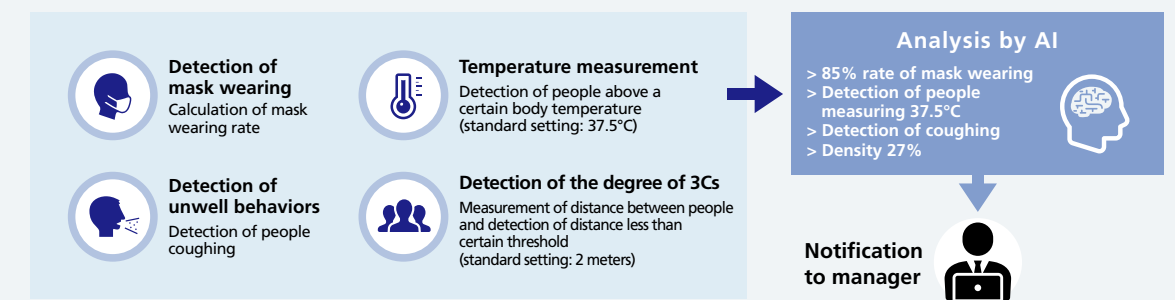 Detection of
mask wearing
Calculation of mask
wearing rate
Temperature measurement
Detection of people above a
certain body temperature
(standard setting: 37.5°C)
Detection of
unwell behaviors
Detection of people
coughing
Detection of the degree of 3Cs
Measurement of distance between people
and detection of distance less than
certain threshold
(standard setting: 2 meters)
Analysis by AI
> 85% rate of mask wearing
> Detection of people
measuring 37.5°C
> Detection of coughing
> Density 27%
Notification
to manager